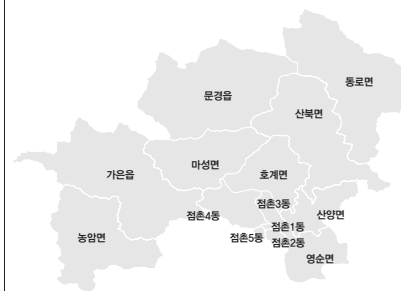 동로면
문경읍
산북면
마성면
가은읍
호계면
점촌3동
점촌4동
산양면
점촌1동
농암면
점촌5동
점촌2동
영순면